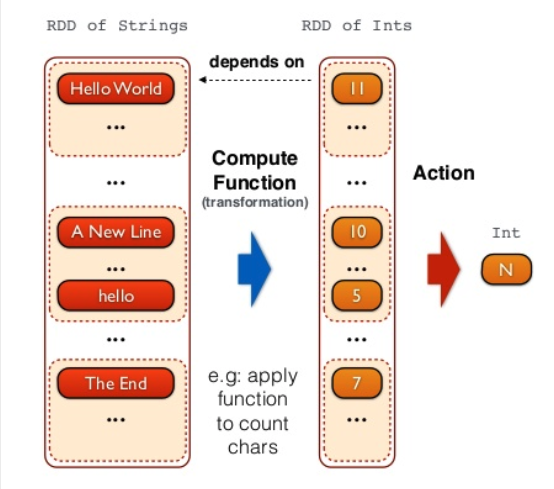 RDD of Strings
RDD of Ints
depends on
Hello World
...
...
A New Line
...
hello
...
The End
...
Compute
Function
(transformation)
e.g: apply
function
to count
chars
11
...
...
10
...
5
...
7
...
Action
Int
N